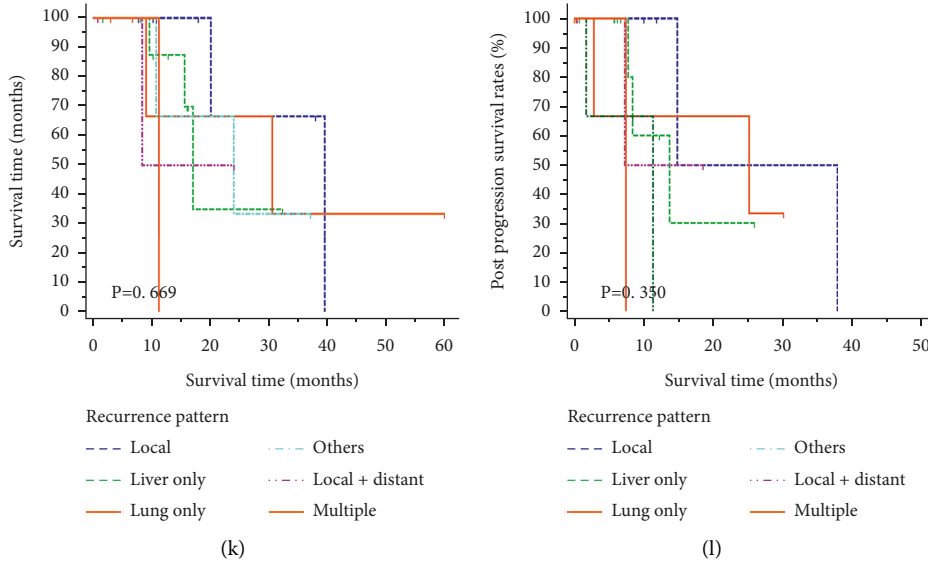 Survival time (months)
100
90
80
70
60
50
40
30
20
10
0
P=0. 669
0 10 20 30 40 50 60
Survival time (months)
Recurrence pattern
Local
Others
Liver only
Local + distant
Lung only
Multiple
(k)
Post progression survival rates (%)
100
90
80
70
60
50
40
30
20
10
0
P=0. 350
0 10 20 30 40 50
Survival time (months)
Recurrence pattern
Local
Others
Liver only
Local + distant
Lung only
Multiple
(l)